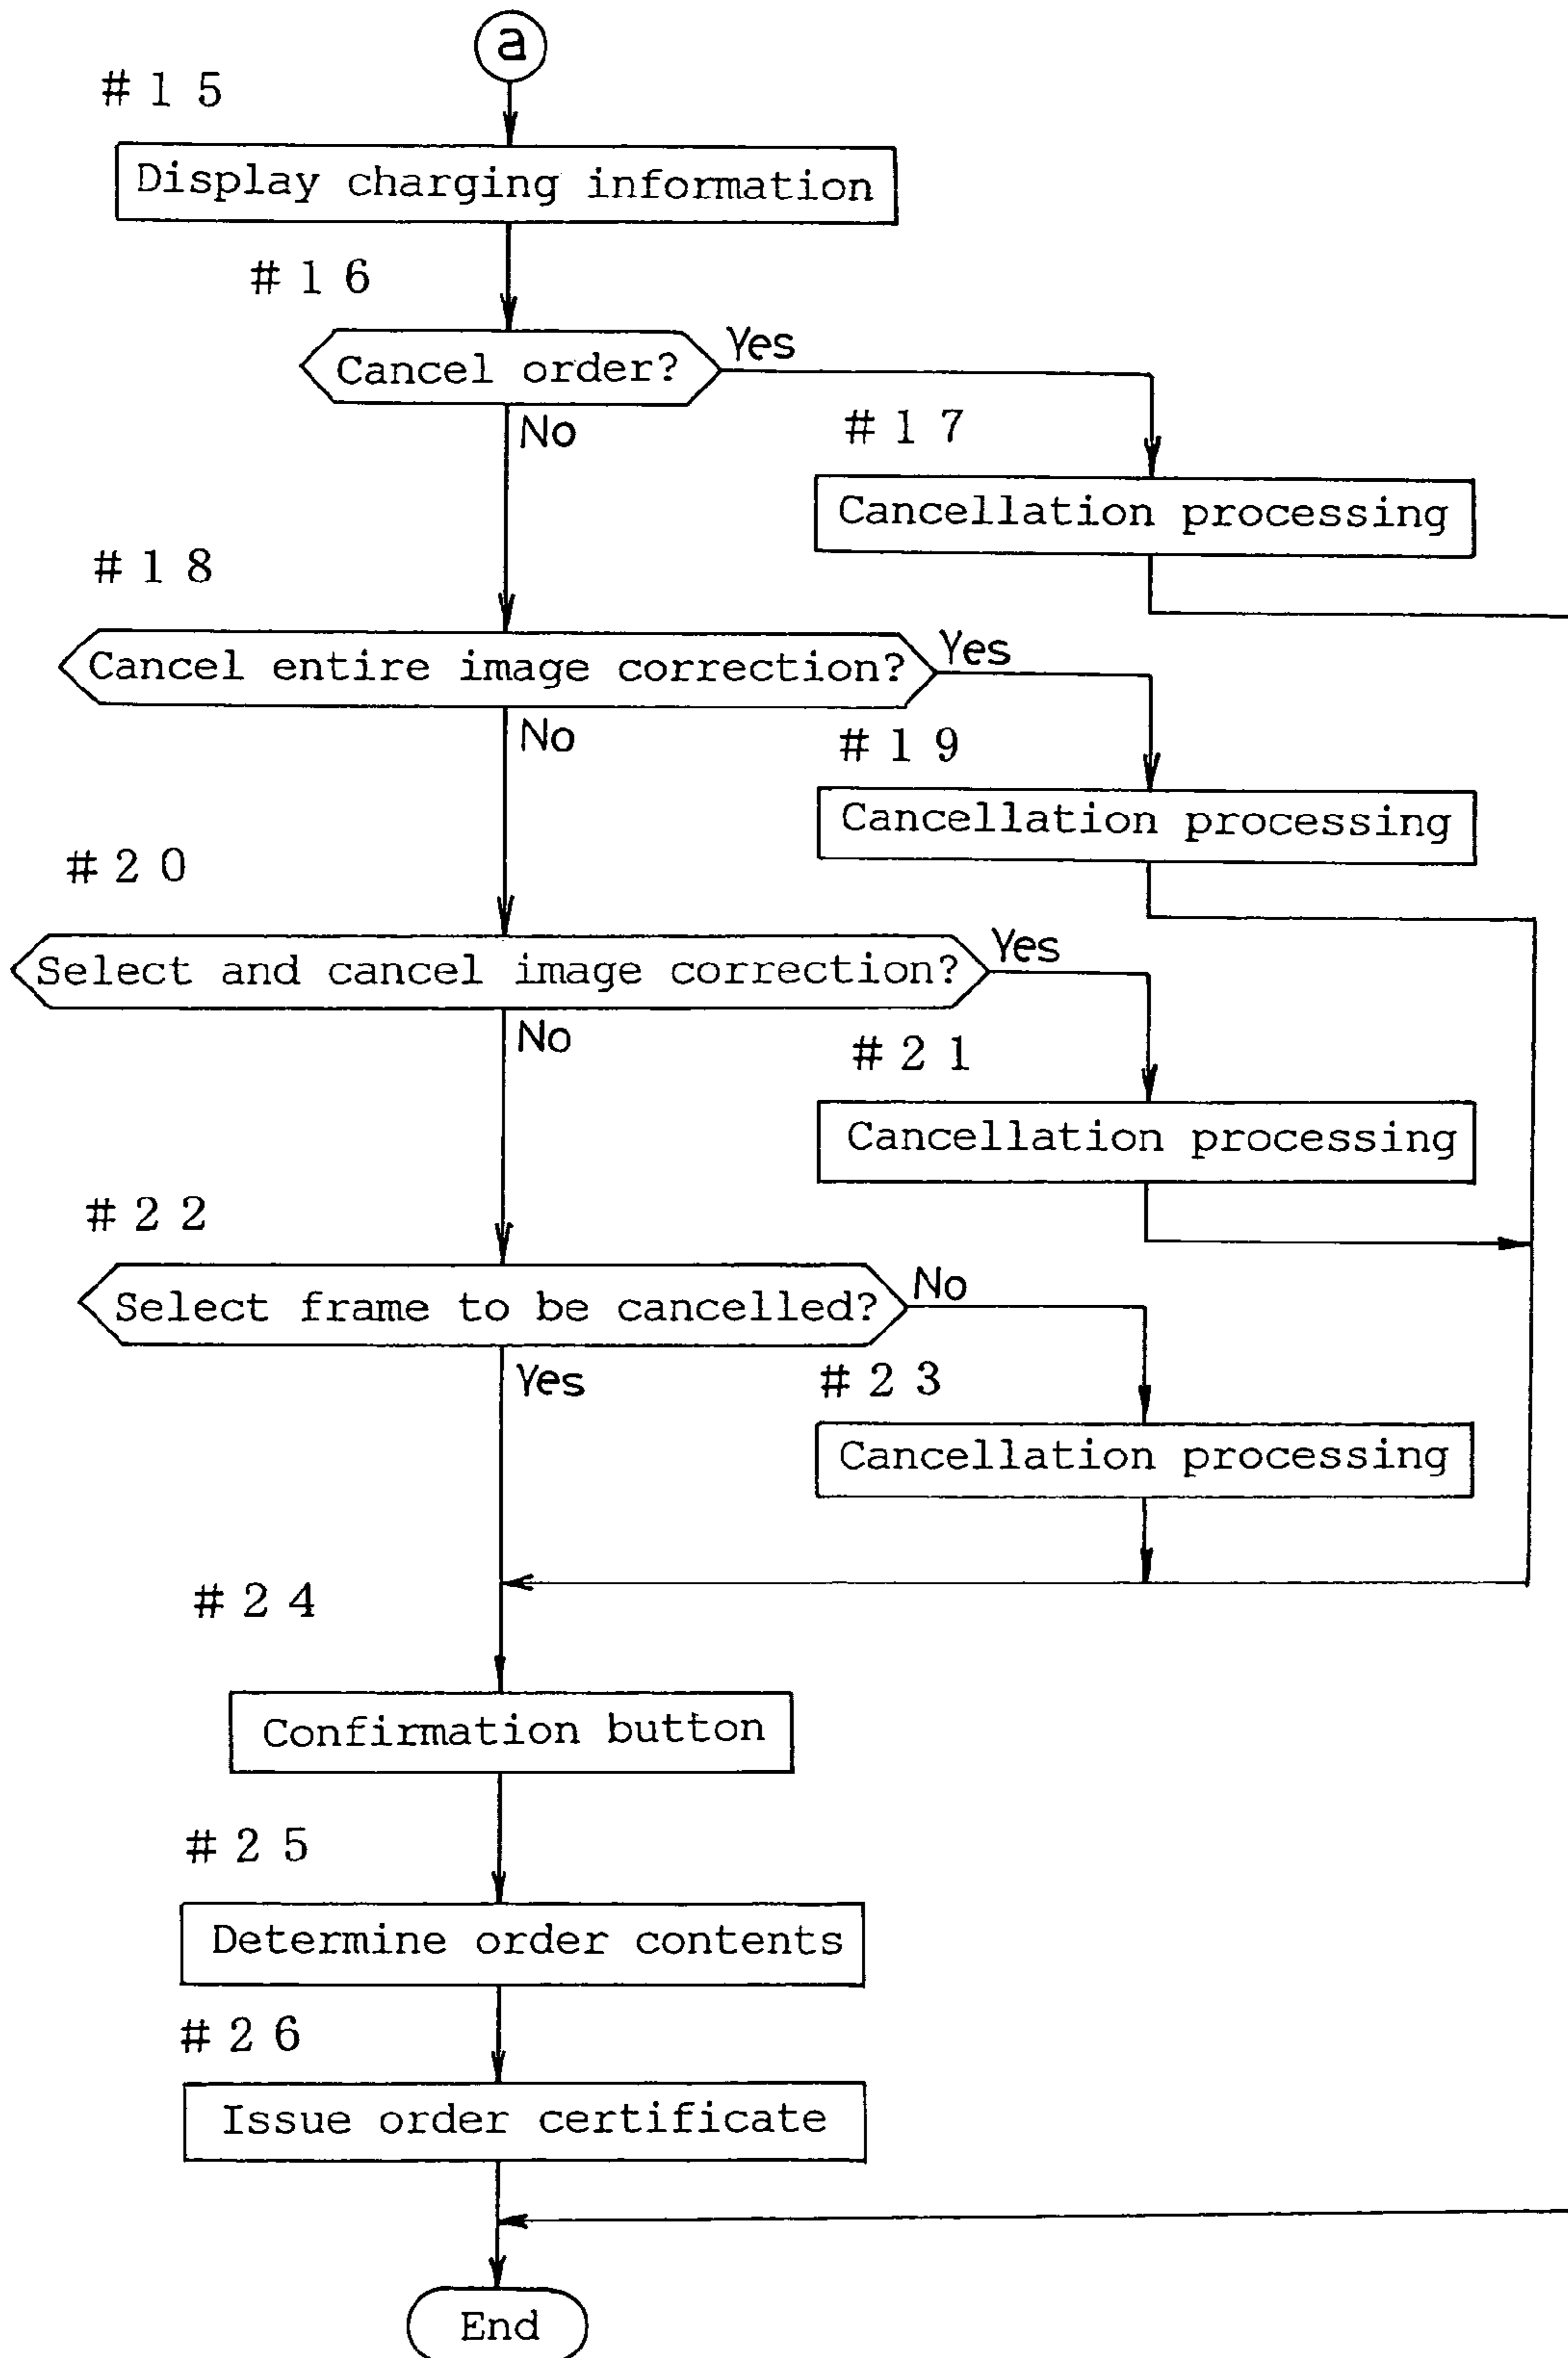 a
#15
Display charging information
#16
Cancel order?
Yes
No
#17
Cancellation processing
#18
Cancel entire image correction?
Yes
No
#19
Cancellation processing
#20
Select and cancel image correction?
Yes
No
#21
Cancellation processing
#22
Select frame to be cancelled?
No
Yes
#23
Cancellation processing
#24
Confirmation button
#25
Determine order contents
#26
Issue order certificate
End